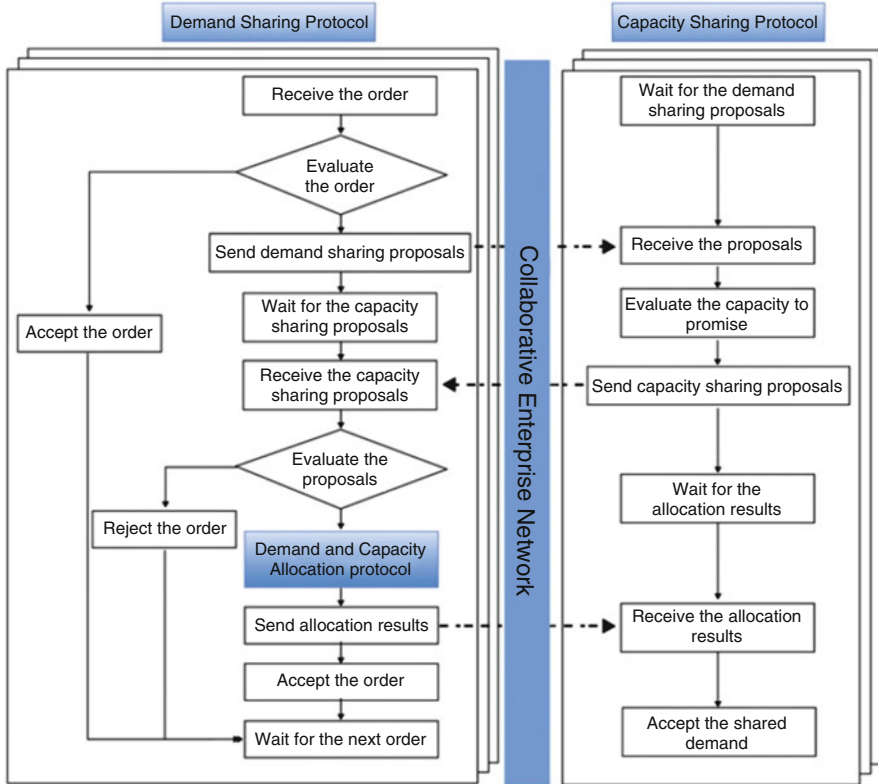 Demand Sharing Protocol
Capacity Sharing Protocol
Receive the order
Evaluate
the order
Send demand sharing proposals
Wait for the capacity
sharing proposals
Accept the order
Receive the capacity
sharing proposals
Evaluate the
proposals
Reject the order
Demand and Capacity
Allocation protocol
Send allocation results
Accept the order
Wait for the next order
Collaborative Enterprise Network
Wait for the demand
sharing proposals
Receive the proposals
Evaluate the capacity to
promise
Send capacity sharing proposals
Wait for the
allocation results
Receive the allocation
results
Accept the shared
demand